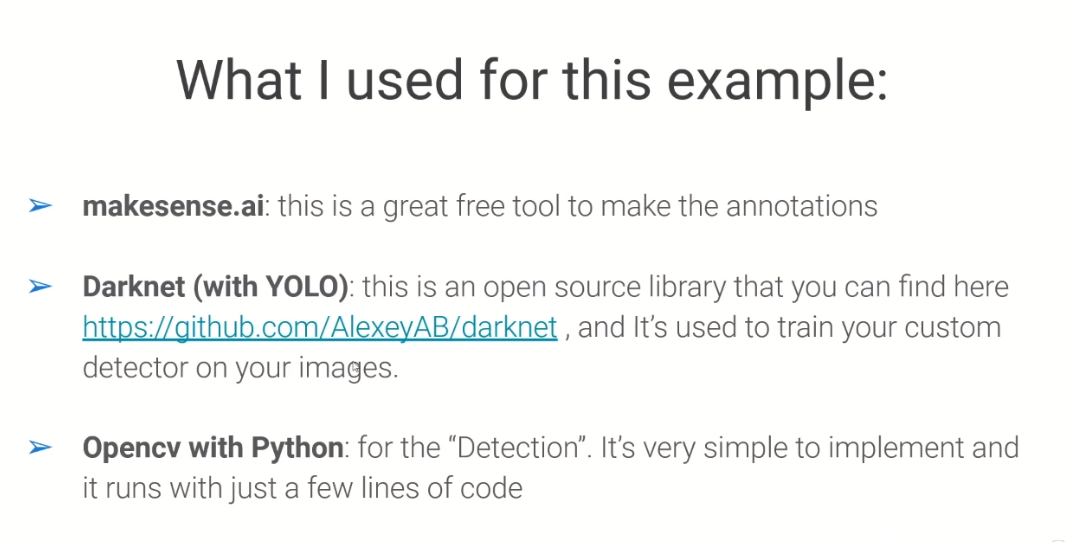 What I used for this example:
➢ makesense.ai: this is a great free tool to make the annotations
➢ Darknet (with YOLO): this is an open source library that you can find here
https://github.com/AlexeyAB/darknet , and It’s used to train your custom
detector on your images.
➢ Opencv with Python: for the “Detection”. It’s very simple to implement and
it runs with just a few lines of code